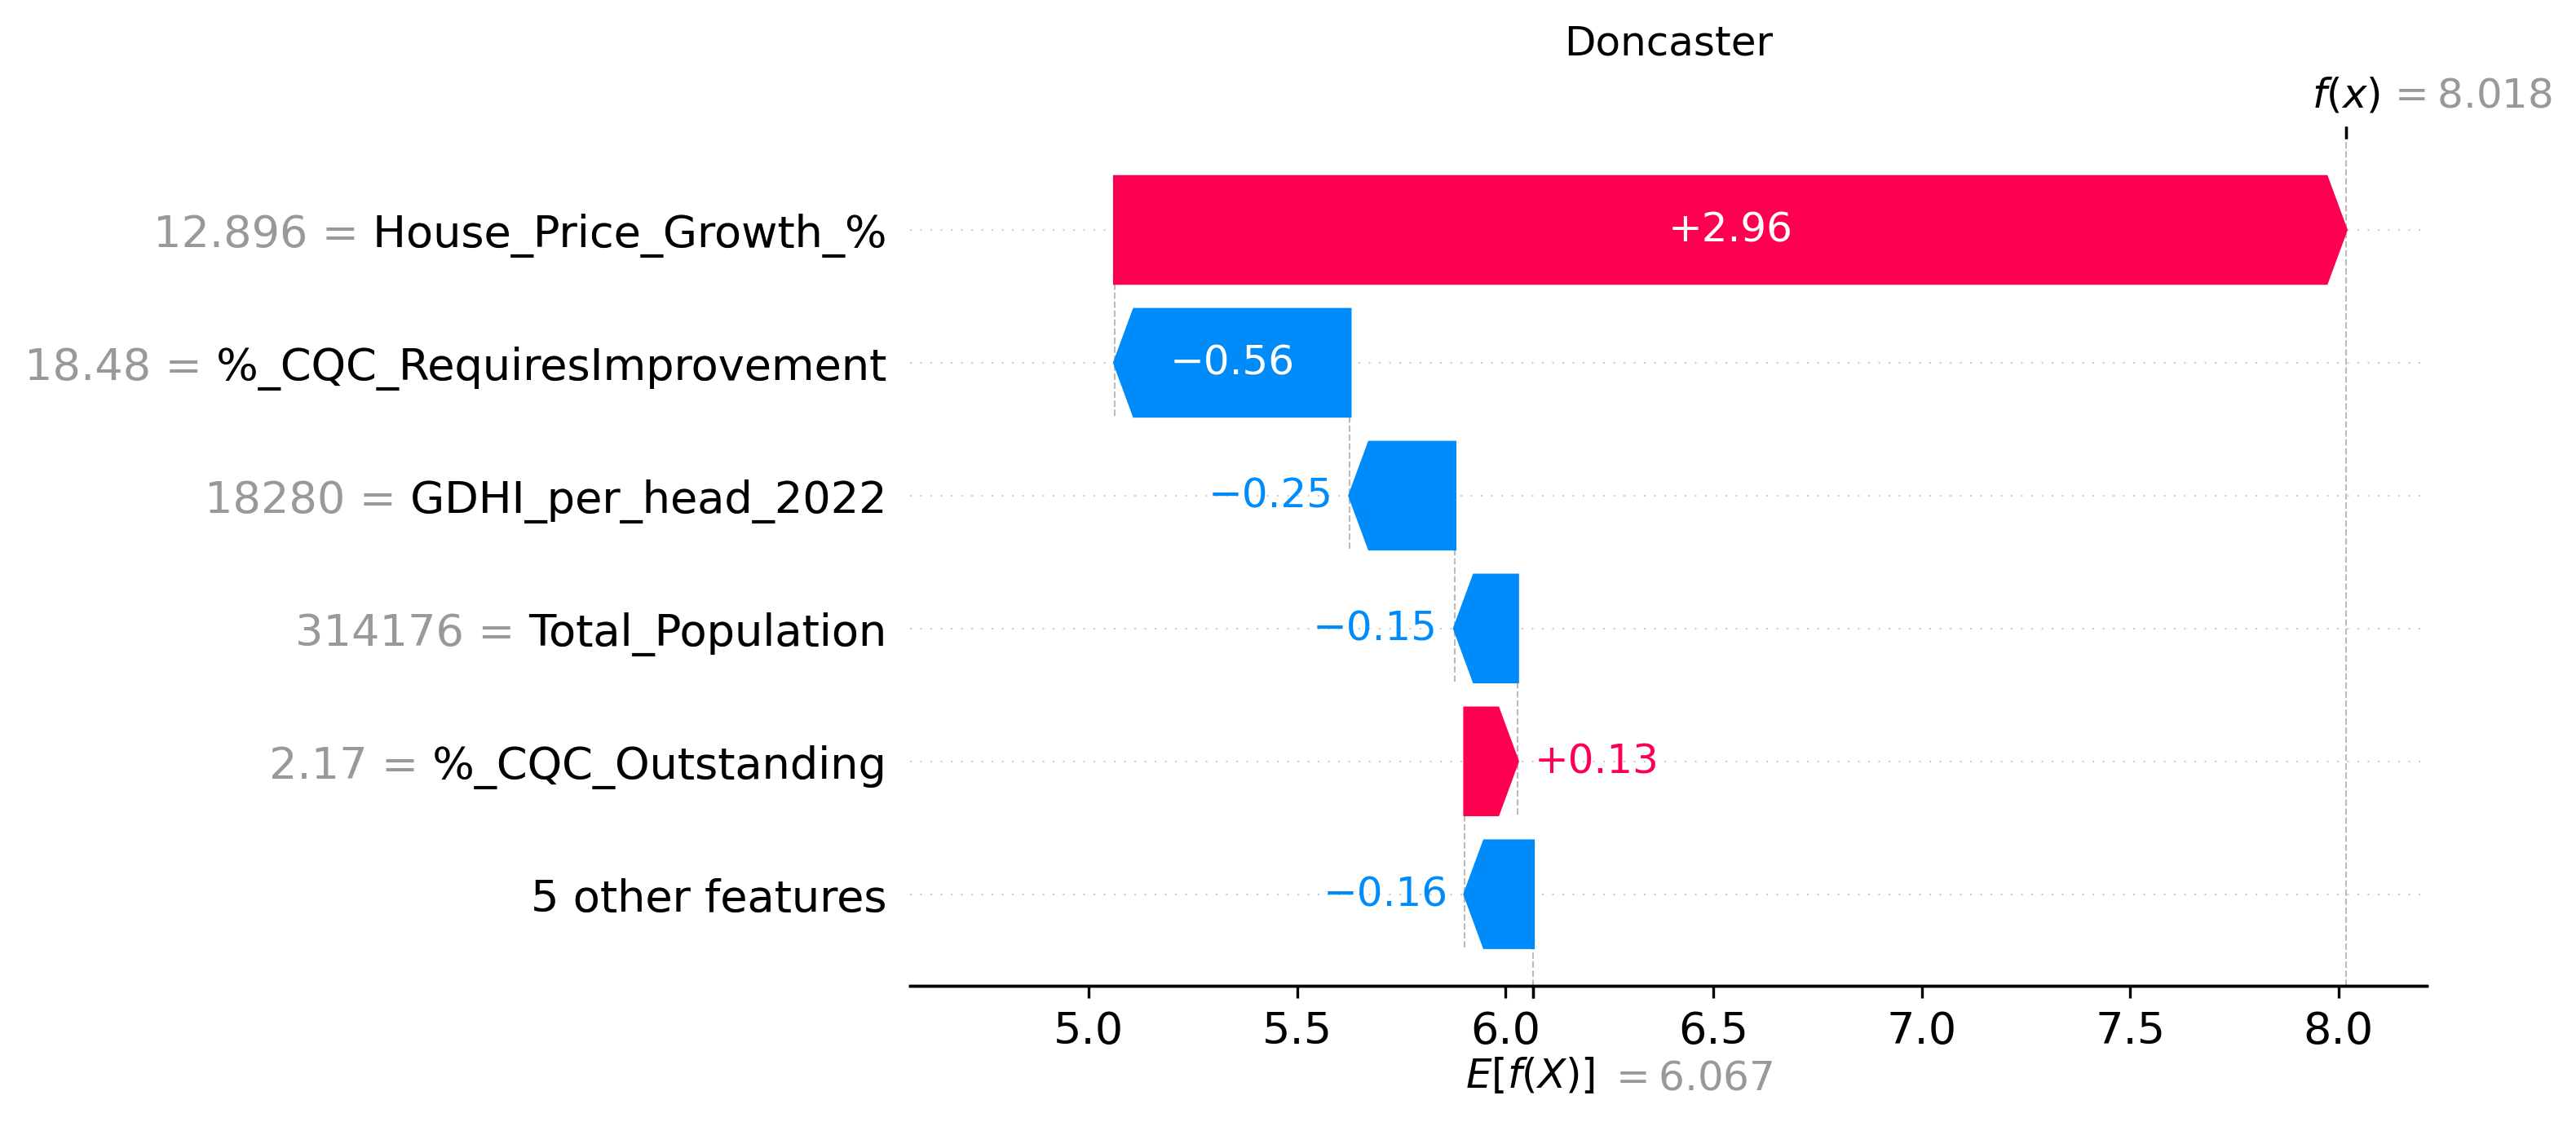 Doncaster
f(x) = 8.018
12.896 = House_Price_Growth_%
+2.96
18.48 = %_CQC_RequiresImprovement
−0.56
18280 = GDHI_per_head_2022
−0.25
314176 = Total_Population
−0.15
2.17 = %_CQC_Outstanding
+0.13
5 other features
−0.16
5.0 5.5 6.0 6.5 7.0 7.5 8.0
E[f(X)] = 6.067